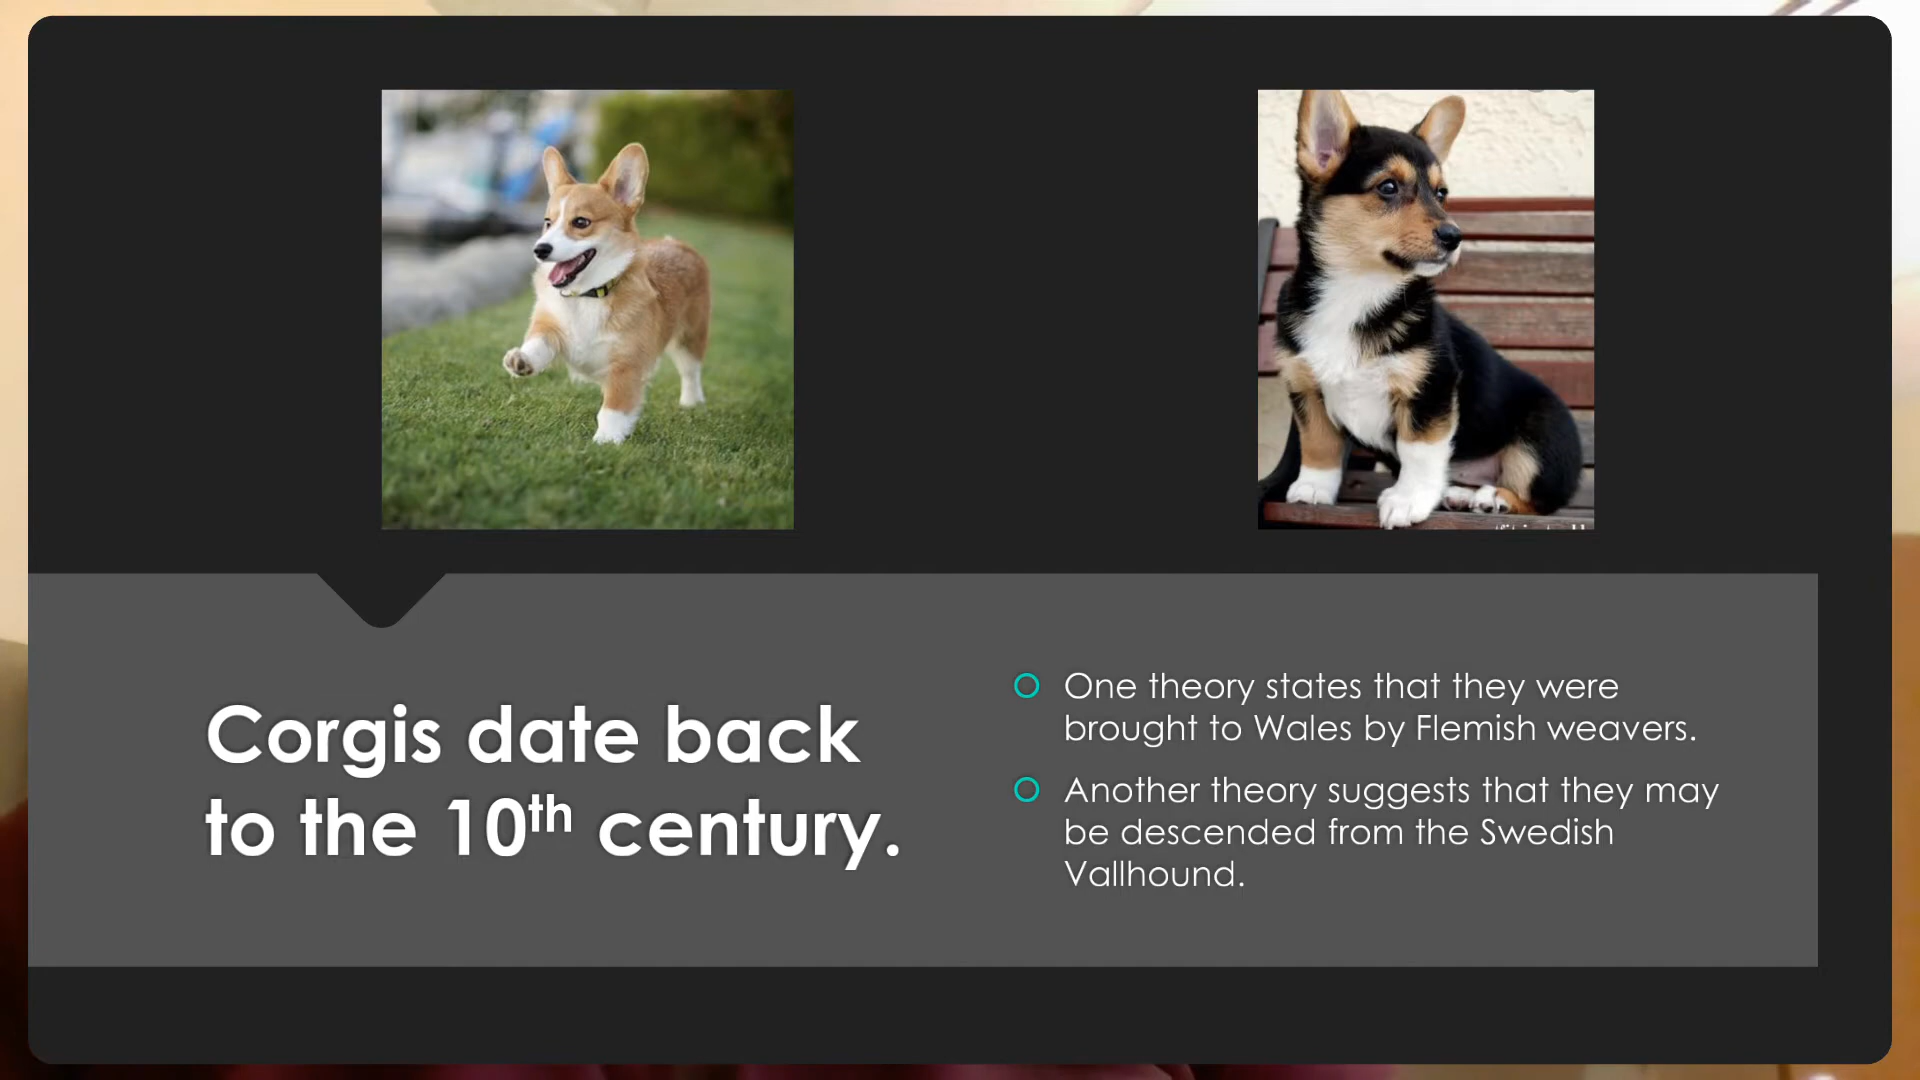 Corgis date back
to the 10th century.
One theory states that they were
brought to Wales by Flemish weavers.
Another theory suggests that they may
be descended from the Swedish
Vallhound.